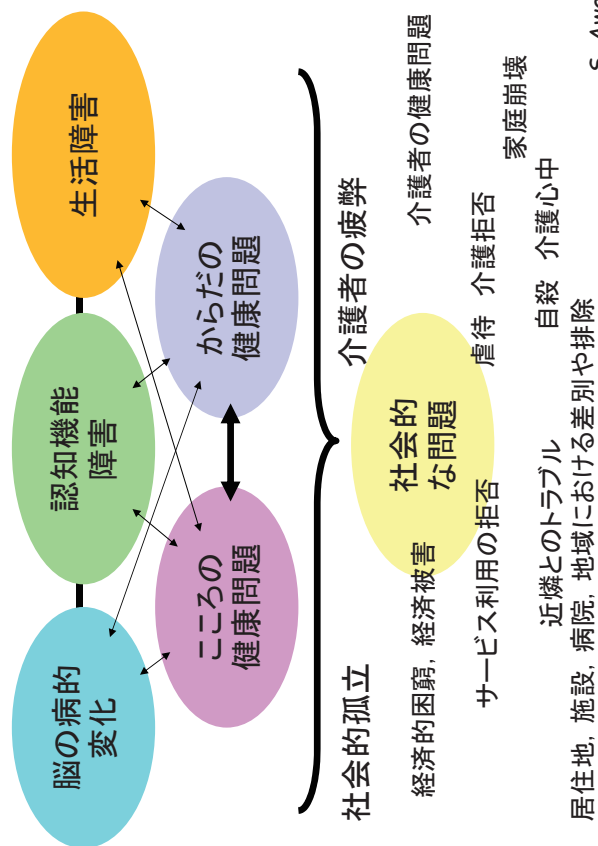 脳の病的
変化
認知機能
障害
生活障害
こころの
健康問題
からだの
健康問題
社会的孤立
介護者の疲弊
経済的困窮, 経済被害
社会的
な問題
介護者の健康問題
サービス利用の拒否
虐待 介護拒否
家庭崩壊
近燐とのトラブル
自殺 介護心中
居住地, 施設, 病院, 地域における差別や排除